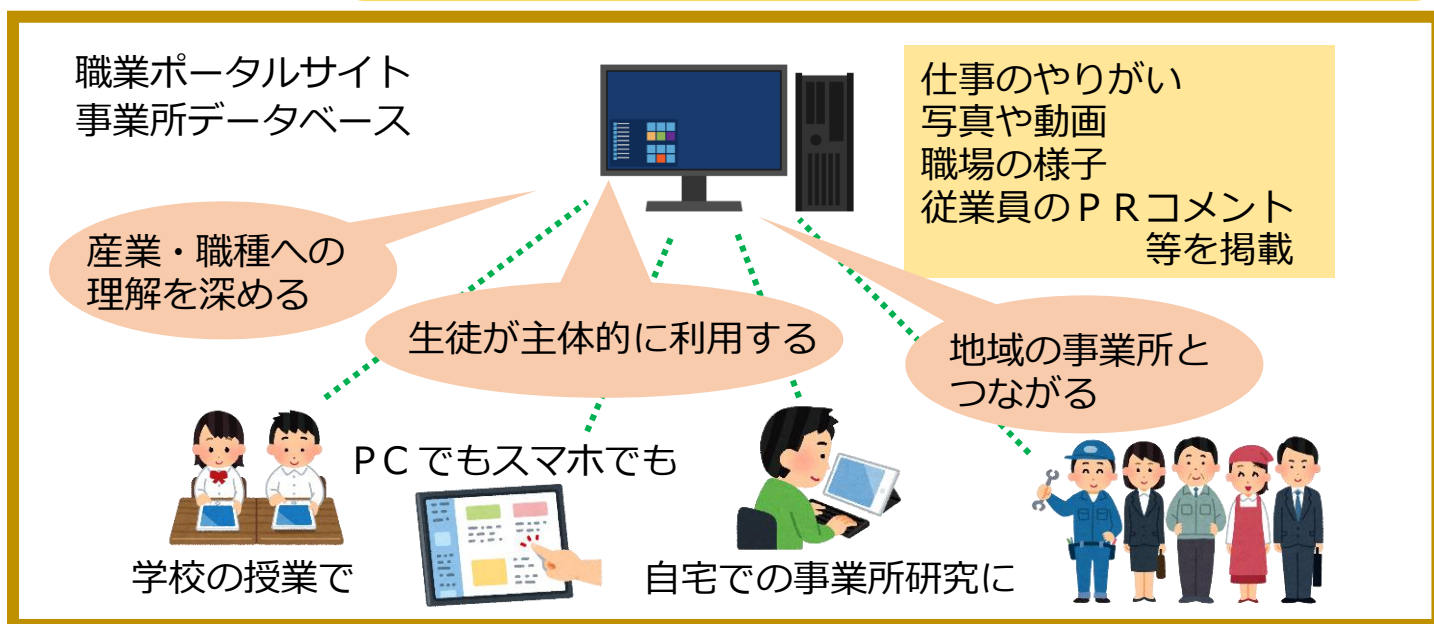 職業ポータルサイト
事業所データベース
仕事のやりがい
写真や動画
職場の様子
従業員のＰＲコメント
等を掲載
産業・職種への
理解を深める
生徒が主体的に利用する
地域の事業所と
つながる
ＰＣでもスマホでも
学校の授業で
自宅での事業所研究に